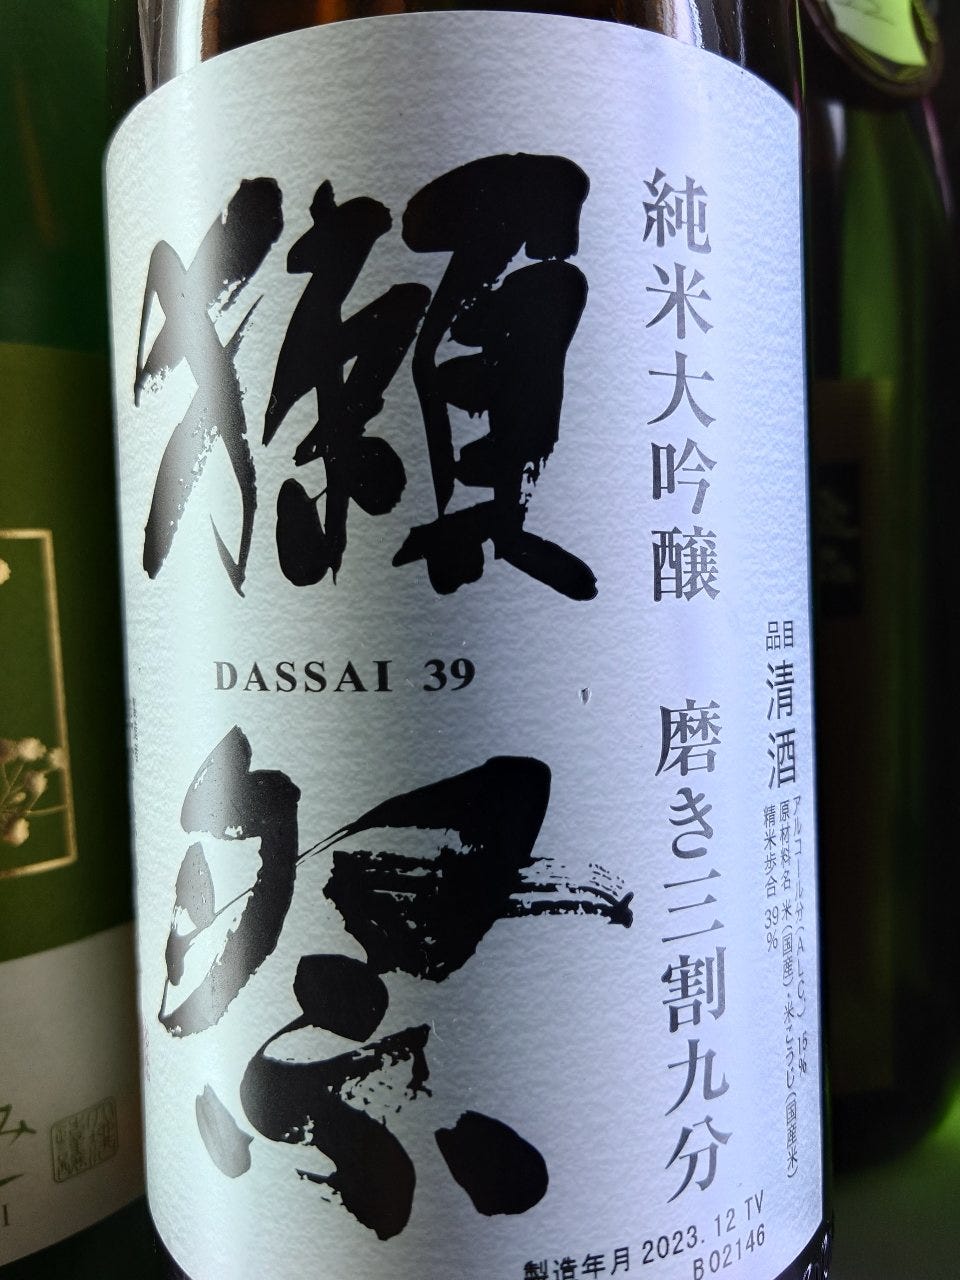 獺祭
DASSAI 39
純米大吟醸 磨き三割九分
品目 清酒
アルコール分(ALC.) 15%
原材料名 米(国産)・米こうじ(国産米)
精米歩合 39%
製造年月 2023. 12 TV
B02146